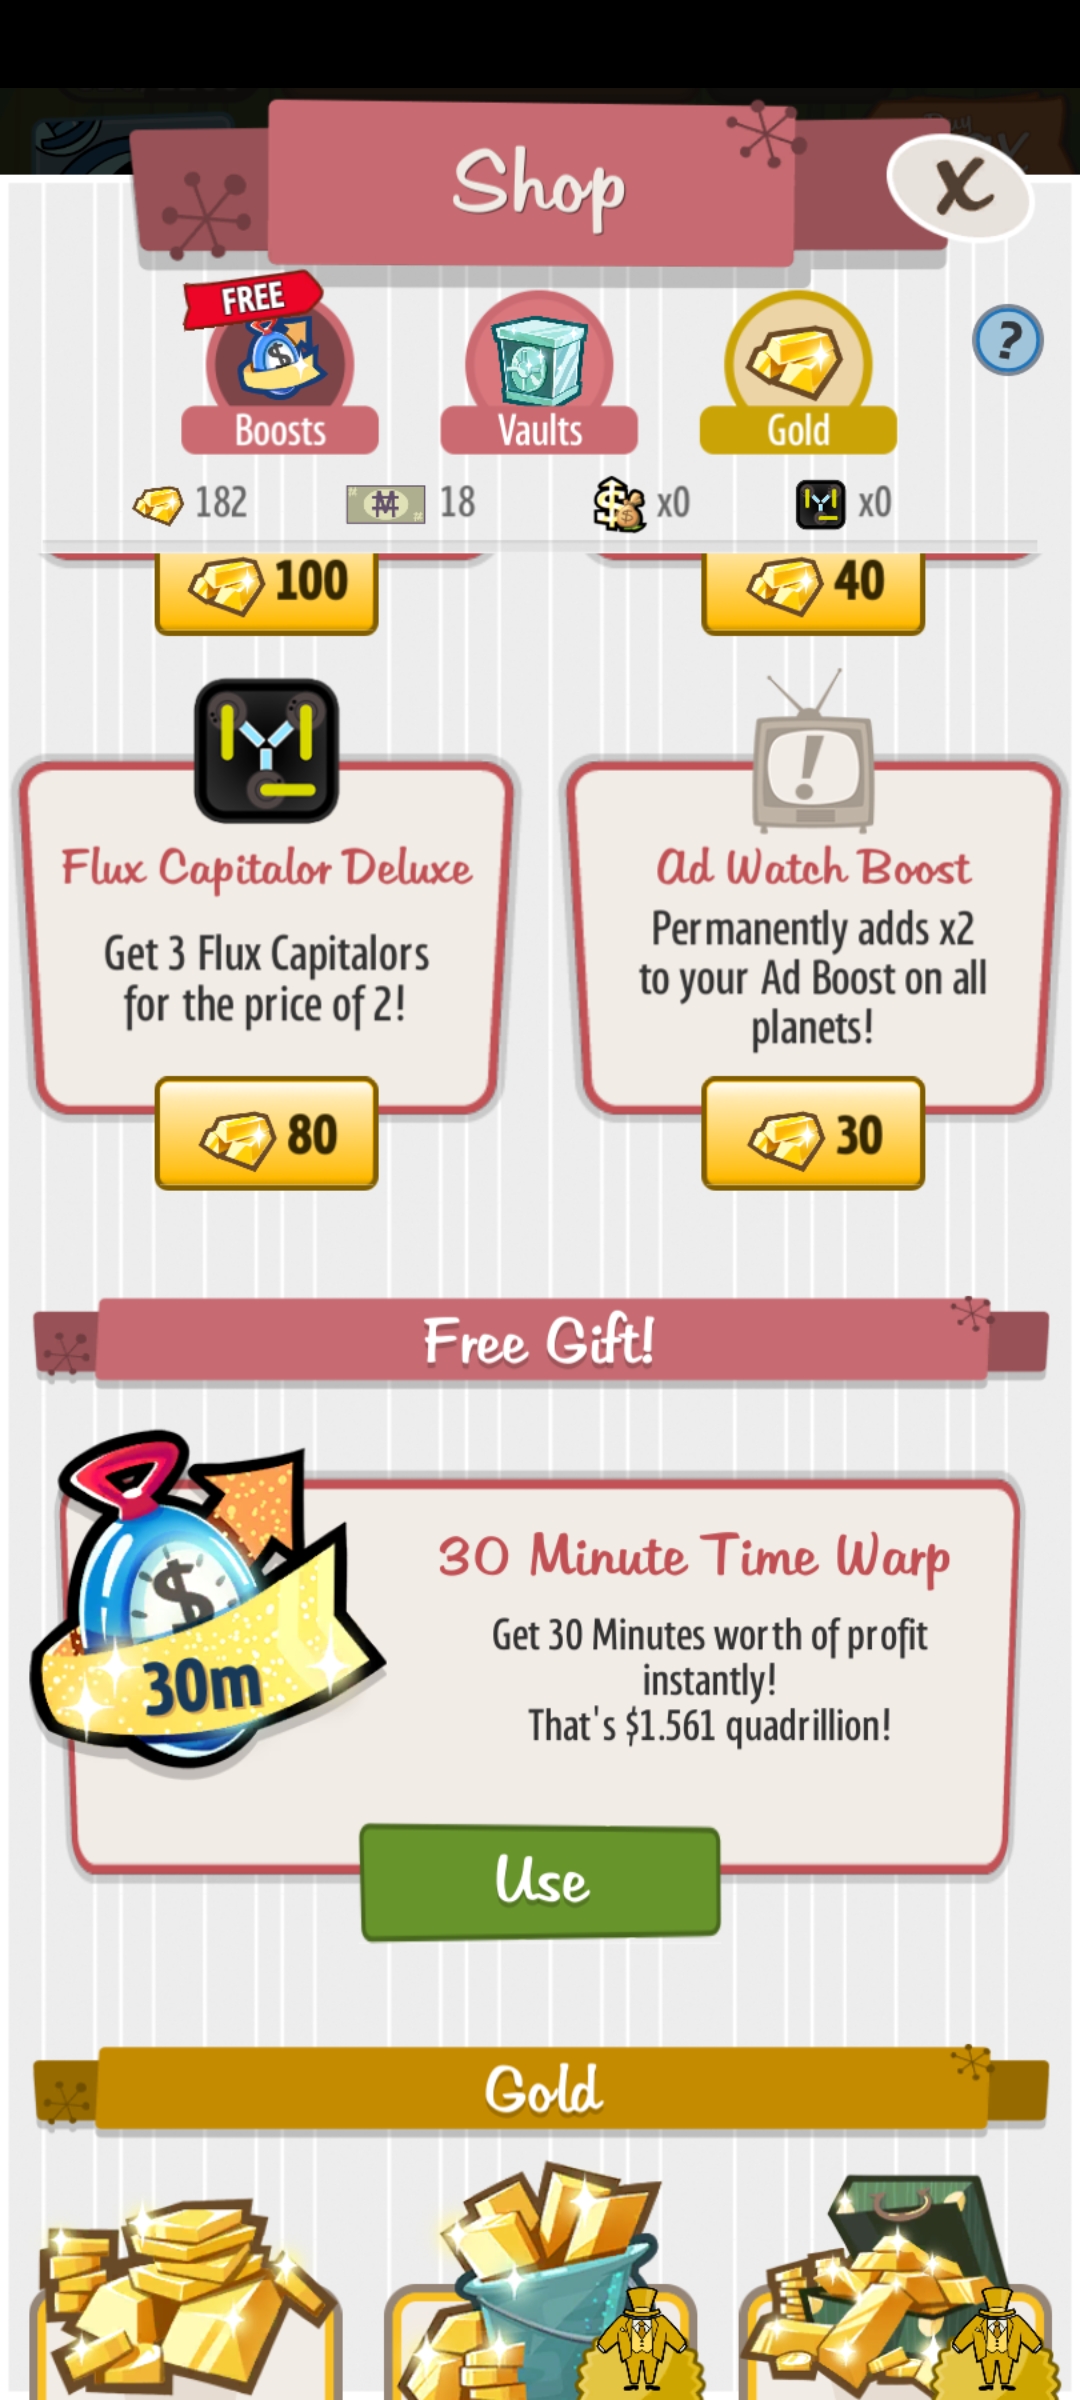 Shop
X
FREE
Boosts
Vaults
Gold
?
182
18
x0
x0
100
40
Flux Capitalor Deluxe
Get 3 Flux Capitalors
for the price of 2!
80
Ad Watch Boost
Permanently adds x2
to your Ad Boost on all
planets!
30
Free Gift!
30m
30 Minute Time Warp
Get 30 Minutes worth of profit
instantly!
That's $1.561 quadrillion!
Use
Gold